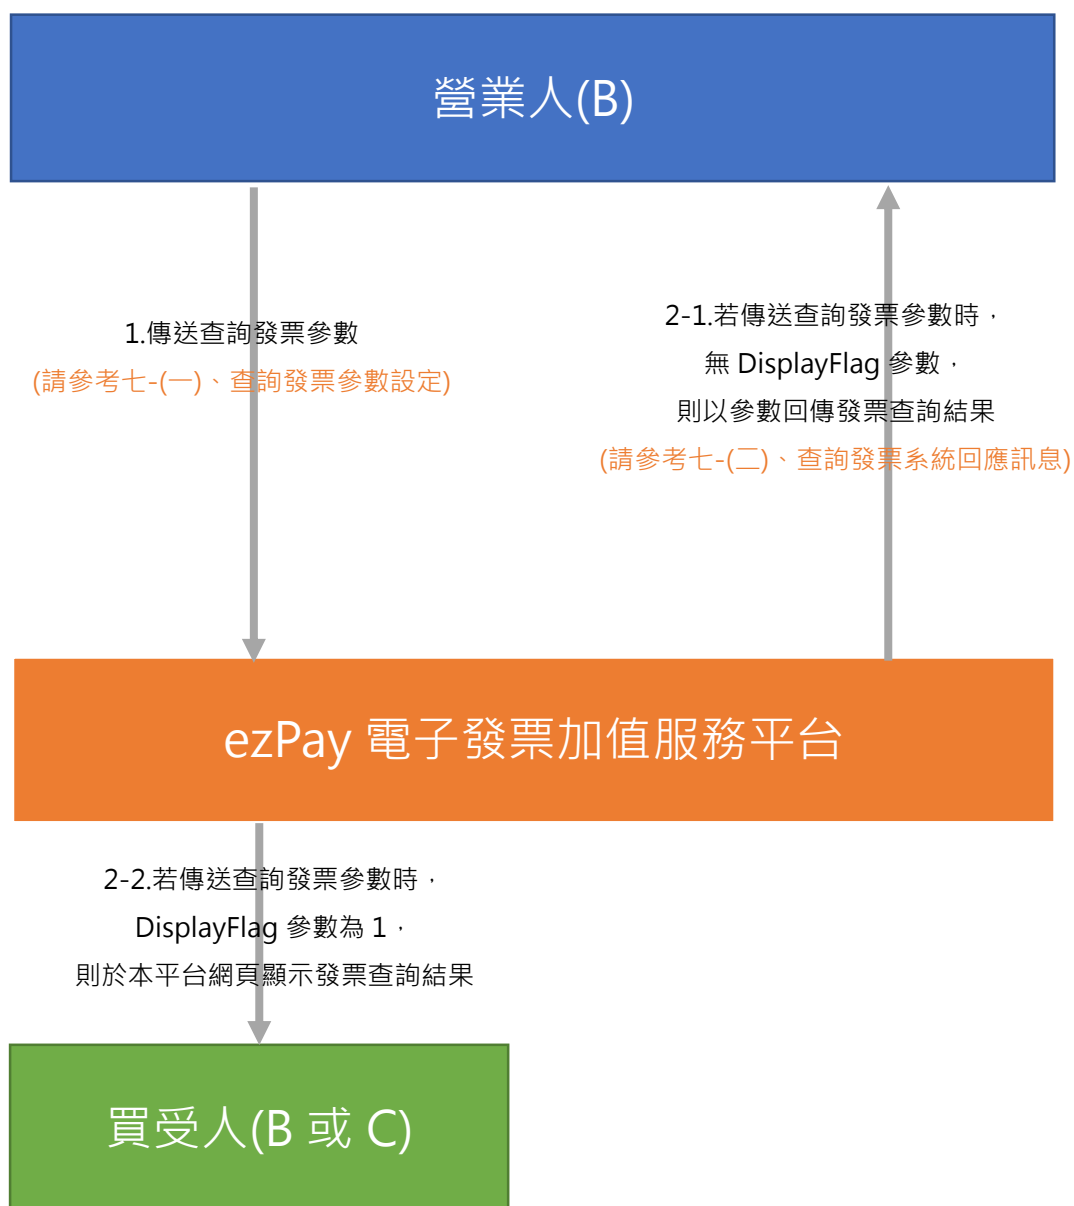 營業人(B)
1.傳送查詢發票參數
(請參考七-(一)、查詢發票參數設定)
2-1.若傳送查詢發票參數時，
無 DisplayFlag 參數，
則以參數回傳發票查詢結果
(請參考七-(二)、查詢發票系統回應訊息)
ezPay 電子發票加值服務平台
2-2.若傳送查詢發票參數時，
DisplayFlag 參數為 1，
則於本平台網頁顯示發票查詢結果
買受人(B 或 C)